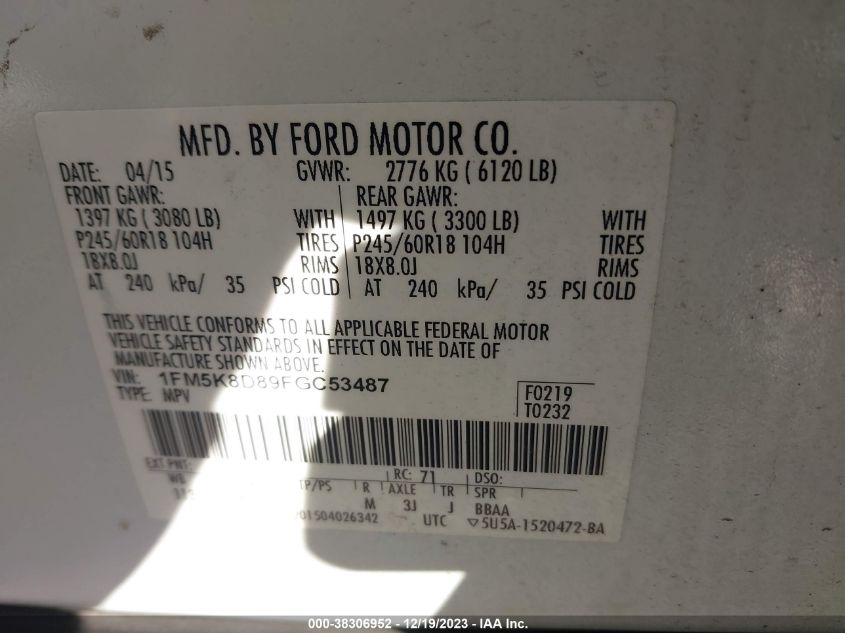 MFD. BY FORD MOTOR CO.
DATE: 04/15 GVWR: 2776 KG ( 6120 LB)
FRONT GAWR: REAR GAWR:
1397 KG ( 3080 LB) WITH 1497 KG ( 3300 LB) WITH
P245/60R18 104H TIRES P245/60R18 104H TIRES
18X8.0J RIMS 18X8.0J RIMS
AT 240 kPa/ 35 PSI COLD AT 240 kPa/ 35 PSI COLD
THIS VEHICLE CONFORMS TO ALL APPLICABLE FEDERAL MOTOR
VEHICLE SAFETY STANDARDS IN EFFECT ON THE DATE OF
MANUFACTURE SHOWN ABOVE.
VIN: 1FM5K8D89FGC53487 F0219
TYPE: MPV T0232
EXT PNT: RC: 71 DSO:
WB TP/PS R AXLE TR SPR
M 3J J BBAA
01504026342 UTC ▽5U5A-1520472-BA
000-38306952 - 12/19/2023 - IAA Inc.